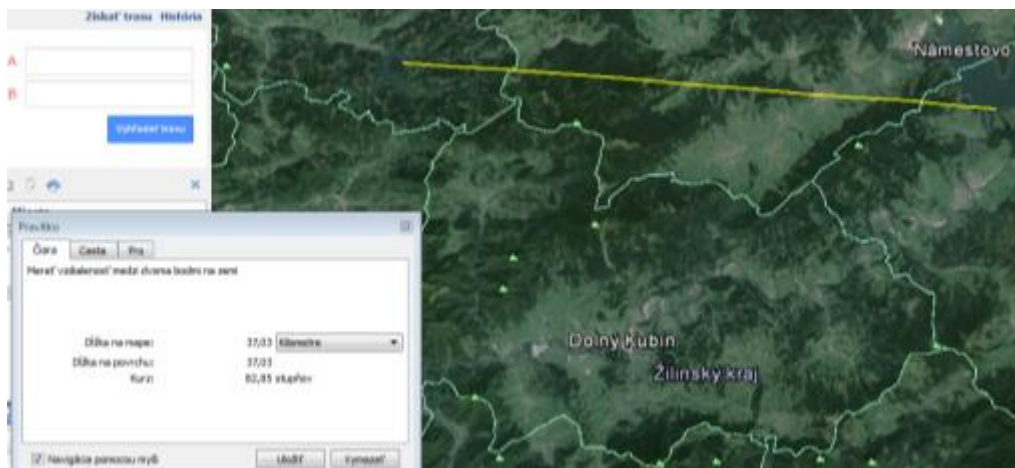 Získať trasu História
A
B
Vyhľadať trasu
Pravítko
Čiara Cesta Pro
Merať vzdialenosť medzi dvoma bodmi na zemi
Dĺžka na mape: 37,03 Kilometre
Dĺžka na povrchu: 37,03
Kurz: 82,85 stupňov
Navigácia pomocou myši
Uložiť Vymazať
Námestovo
Dolný Kubín
Žilinský kraj